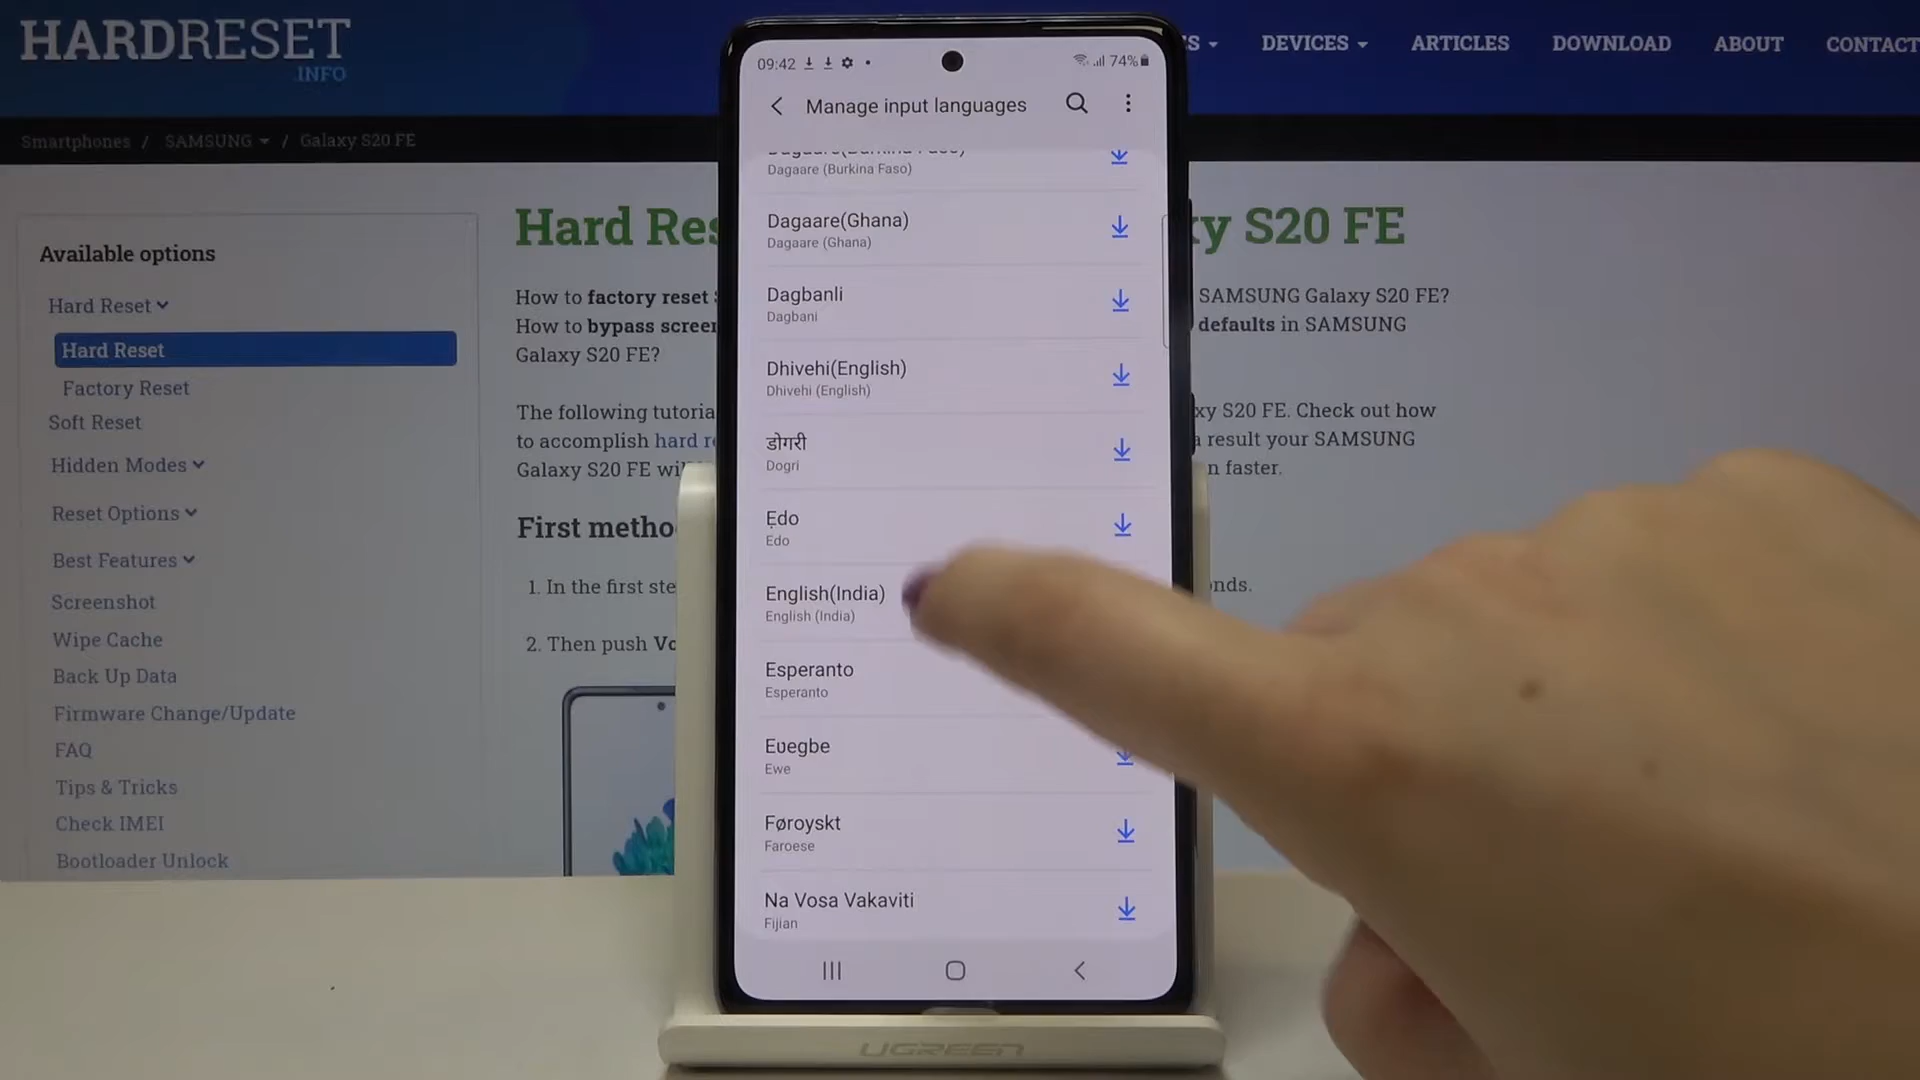 HARDRESET
.INFO
DEVICES
ARTICLES
DOWNLOAD
ABOUT
CONTACT
Smartphones / SAMSUNG / Galaxy S20 FE
Available options
Hard Reset
Hard Reset
Factory Reset
Soft Reset
Hidden Modes
Reset Options
Best Features
Screenshot
Wipe Cache
Back Up Data
Firmware Change/Update
FAQ
Tips & Tricks
Check IMEI
Bootloader Unlock
Hard Res
y S20 FE
How to factory reset
SAMSUNG Galaxy S20 FE?
How to bypass screen
defaults in SAMSUNG
Galaxy S20 FE?
The following tutoria
xy S20 FE. Check out how
to accomplish hard re
a result your SAMSUNG
Galaxy S20 FE wil
n faster.
First metho
1. In the first ste
onds.
2. Then push Vo
09:42
74%
Manage input languages
Dagaare(Burkina Faso)
Dagaare (Burkina Faso)
Dagaare(Ghana)
Dagaare (Ghana)
Dagbanli
Dagbani
Dhivehi(English)
Dhivehi (English)
डोगरी
Dogri
Ẹdo
Edo
English(India)
English (India)
Esperanto
Esperanto
Eʋegbe
Ewe
Føroyskt
Faroese
Na Vosa Vakaviti
Fijian
UGREEN